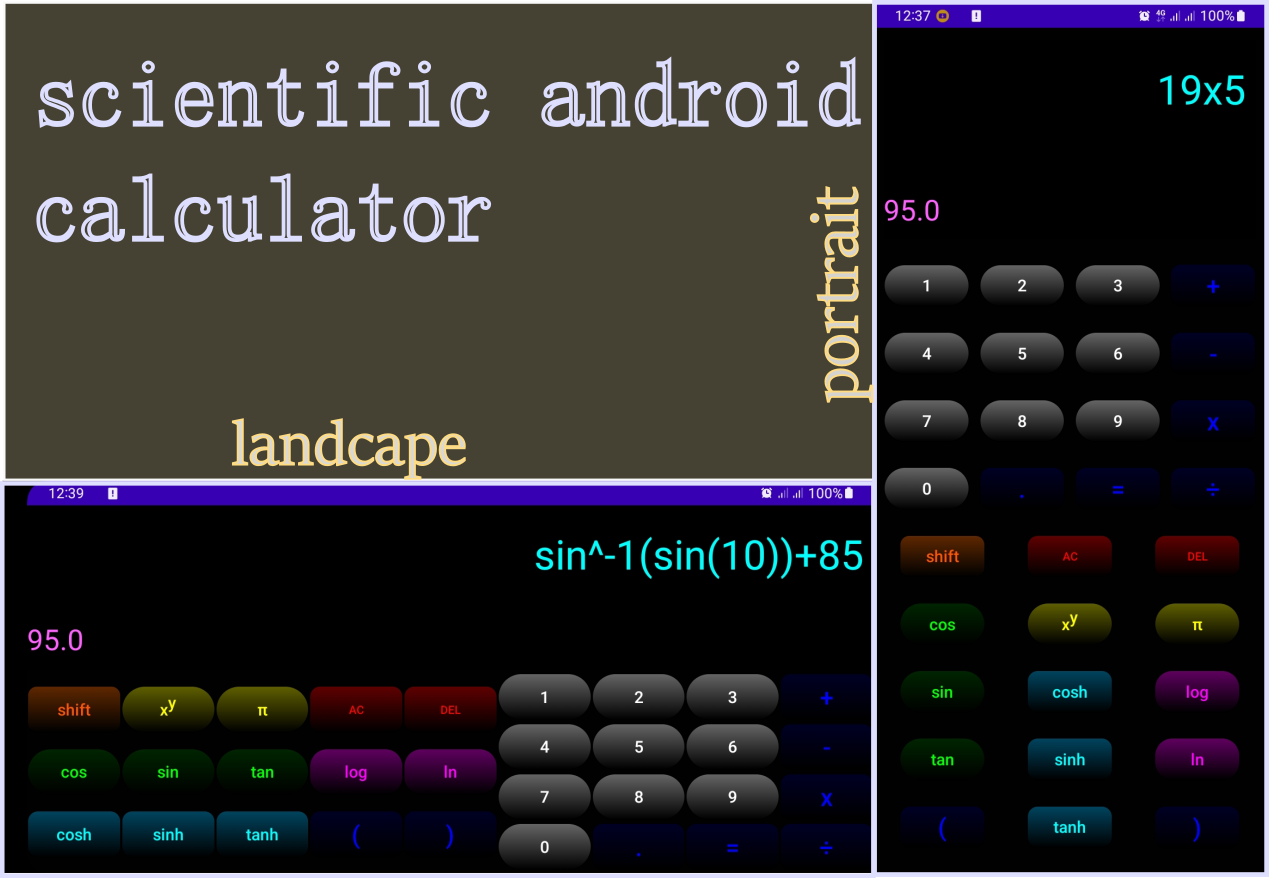 scientific android
calculator
portrait
landcape
12:39 100%
sin^-1(sin(10))+85
95.0
shift xʸ π AC DEL
cos sin tan log ln
cosh sinh tanh ( )
1 2 3 +
4 5 6 -
7 8 9 x
0 . = ÷
12:37 4G 100%
19x5
95.0
1 2 3 +
4 5 6 -
7 8 9 x
0 . = ÷
shift AC DEL
cos xʸ π
sin cosh log
tan sinh ln
( tanh )